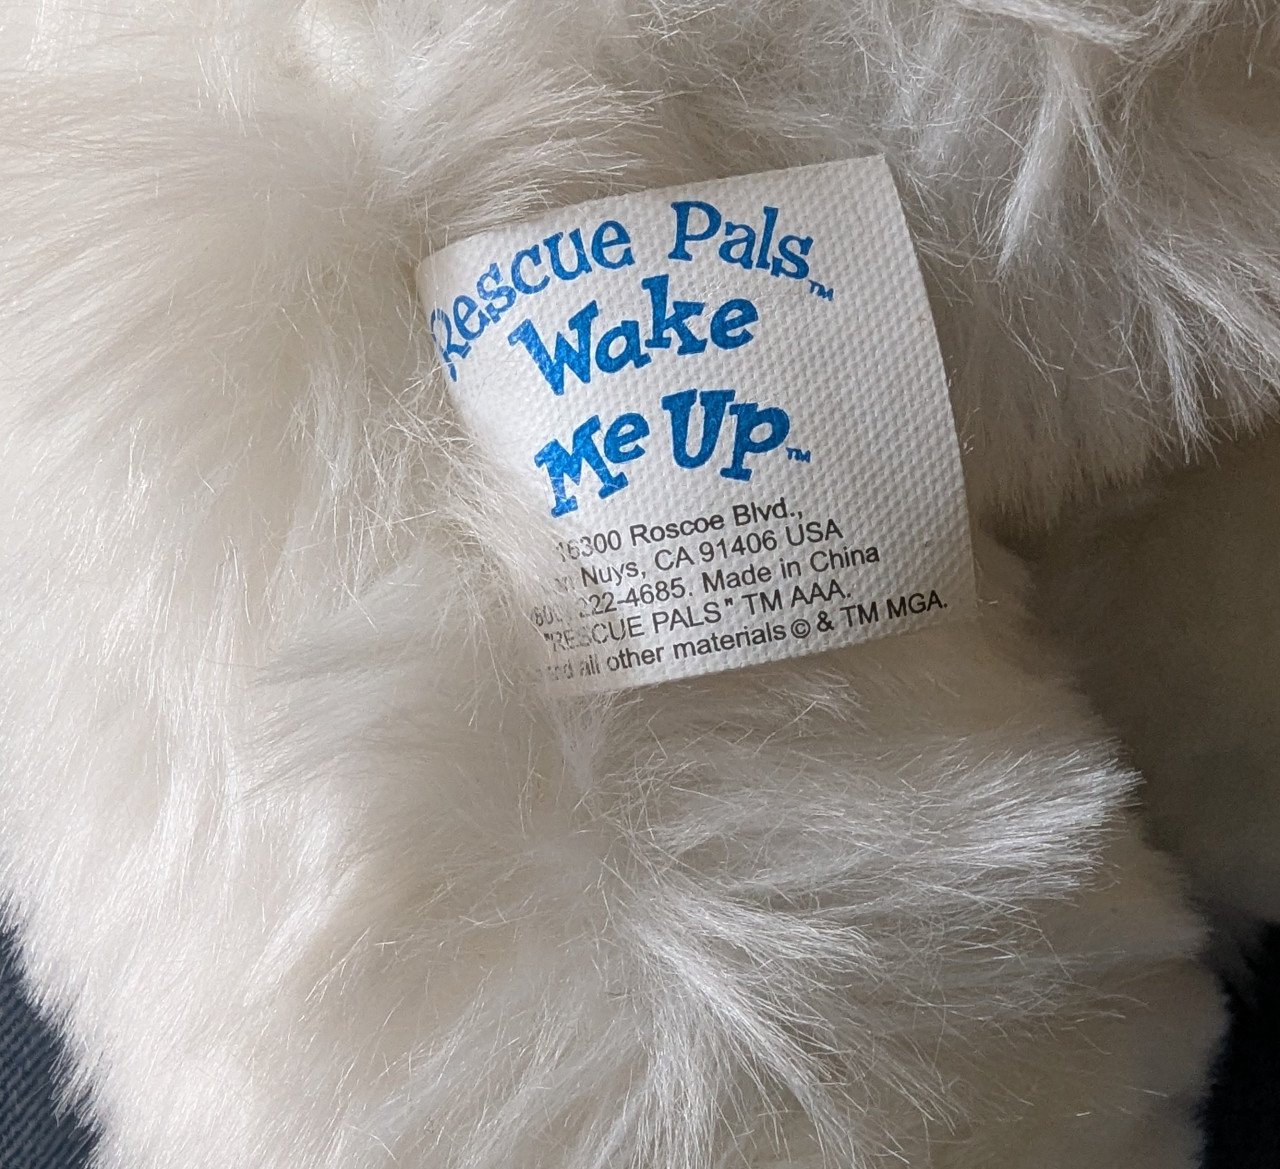 Rescue Pals™
Wake
Me Up™
16300 Roscoe Blvd.,
Nuys, CA 91406 USA
222-4685. Made in China
"RESCUE PALS" TM AAA.
and all other materials © & TM MGA.